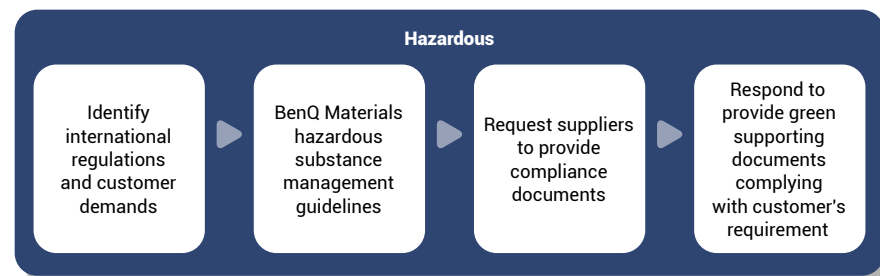 Hazardous
Identify
international
regulations
and customer
demands
BenQ Materials
hazardous
substance
management
guidelines
Request suppliers
to provide
compliance
documents
Respond to
provide green
supporting
documents
complying
with customer's
requirement